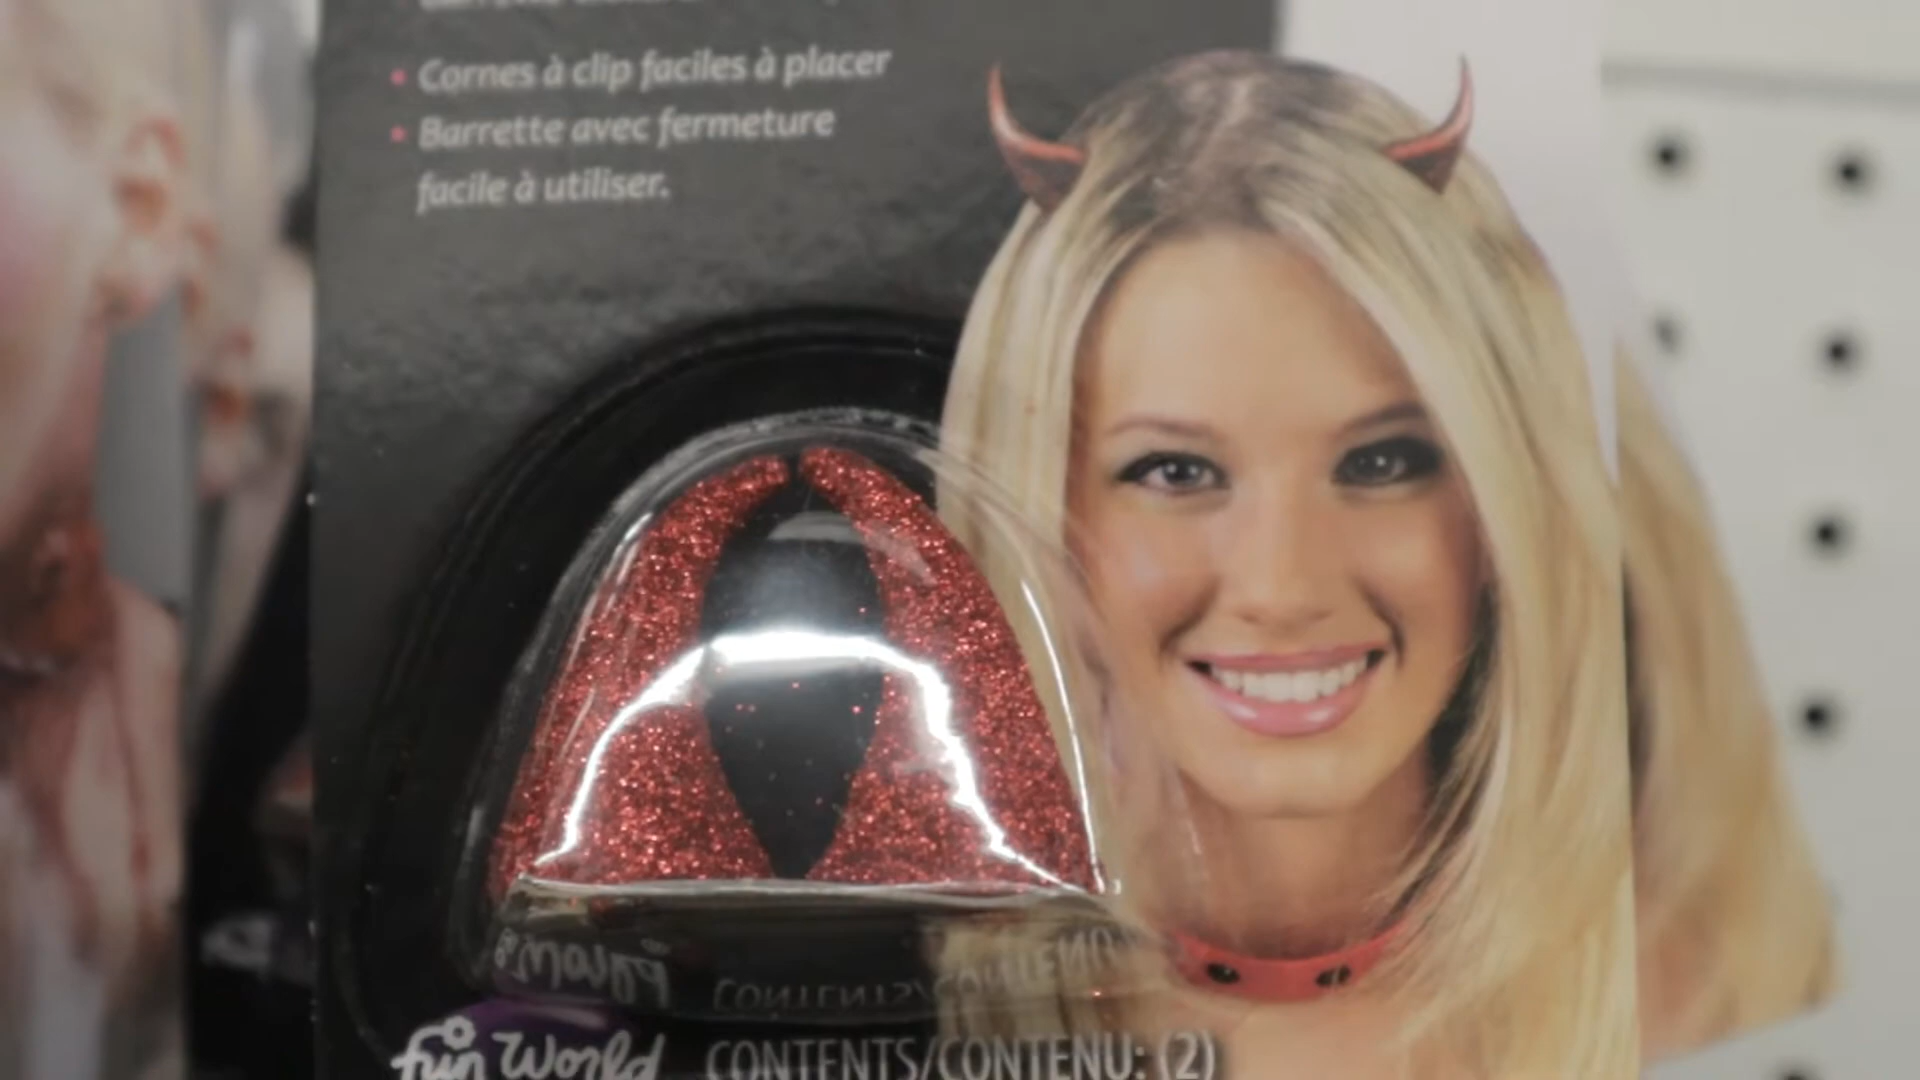 • Cornes à clip faciles à placer
• Barrette avec fermeture
facile à utiliser.
fun World
CONTENTS/CONTENU: (2)